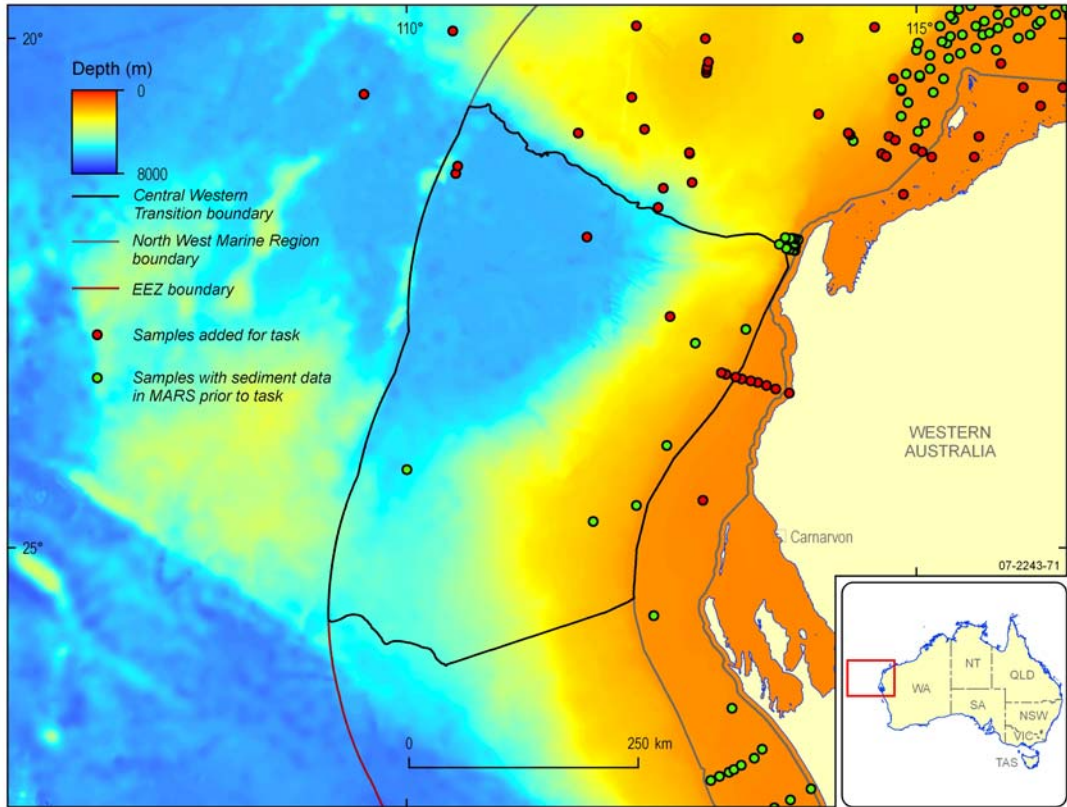 110°
115°
20°
Depth (m)
0
8000
Central Western
Transition boundary
North West Marine Region
boundary
EEZ boundary
Samples added for task
Samples with sediment data
in MARS prior to task
WESTERN
AUSTRALIA
Carnarvon
25°
07-2243-71
0
250 km
WA
NT
QLD
SA
NSW
VIC
TAS